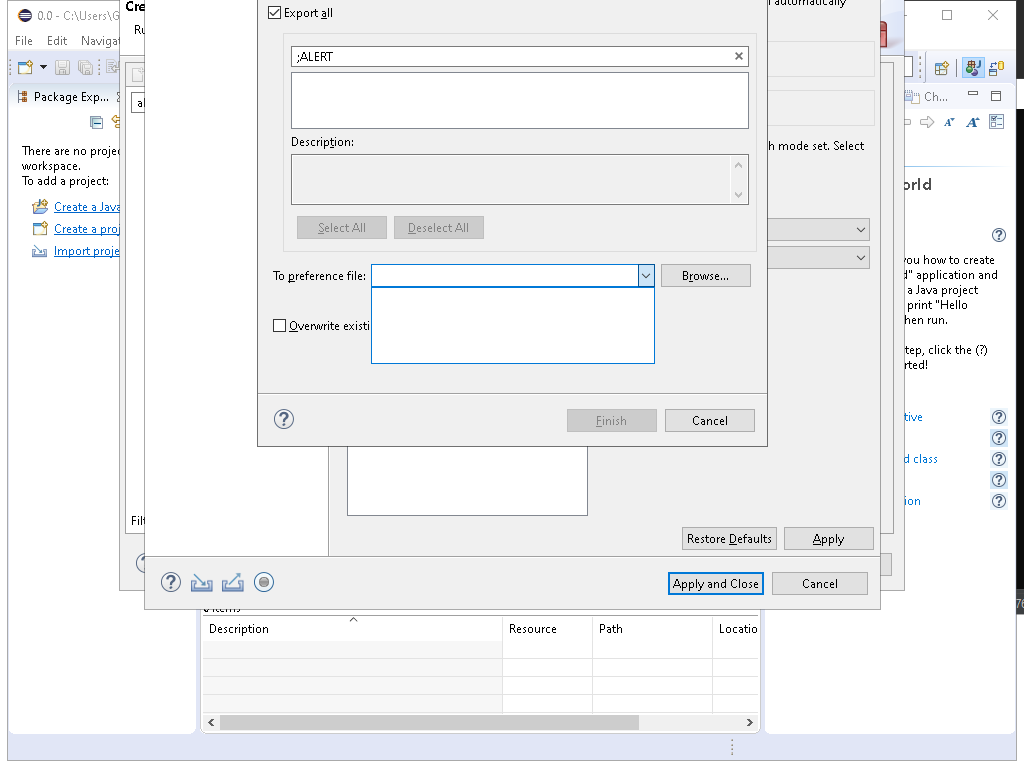 0.0 - C:\Users\G
Cre
Export all
automatically
File Edit Naviga
Ru
;ALERT
Package Exp...
al
Ch...
There are no projec
workspace.
To add a project:
Description:
h mode set. Select
Create a Java
Create a proj
Import proje
orld
Select All
Deselect All
you how to create
d" application and
a Java project
print "Hello
hen run.
To preference file:
Browse...
Overwrite existi
tep, click the (?)
rted!
Finish
Cancel
tive
d class
ion
Filt
Restore Defaults
Apply
Apply and Close
Cancel
items
Description
Resource
Path
Locatio